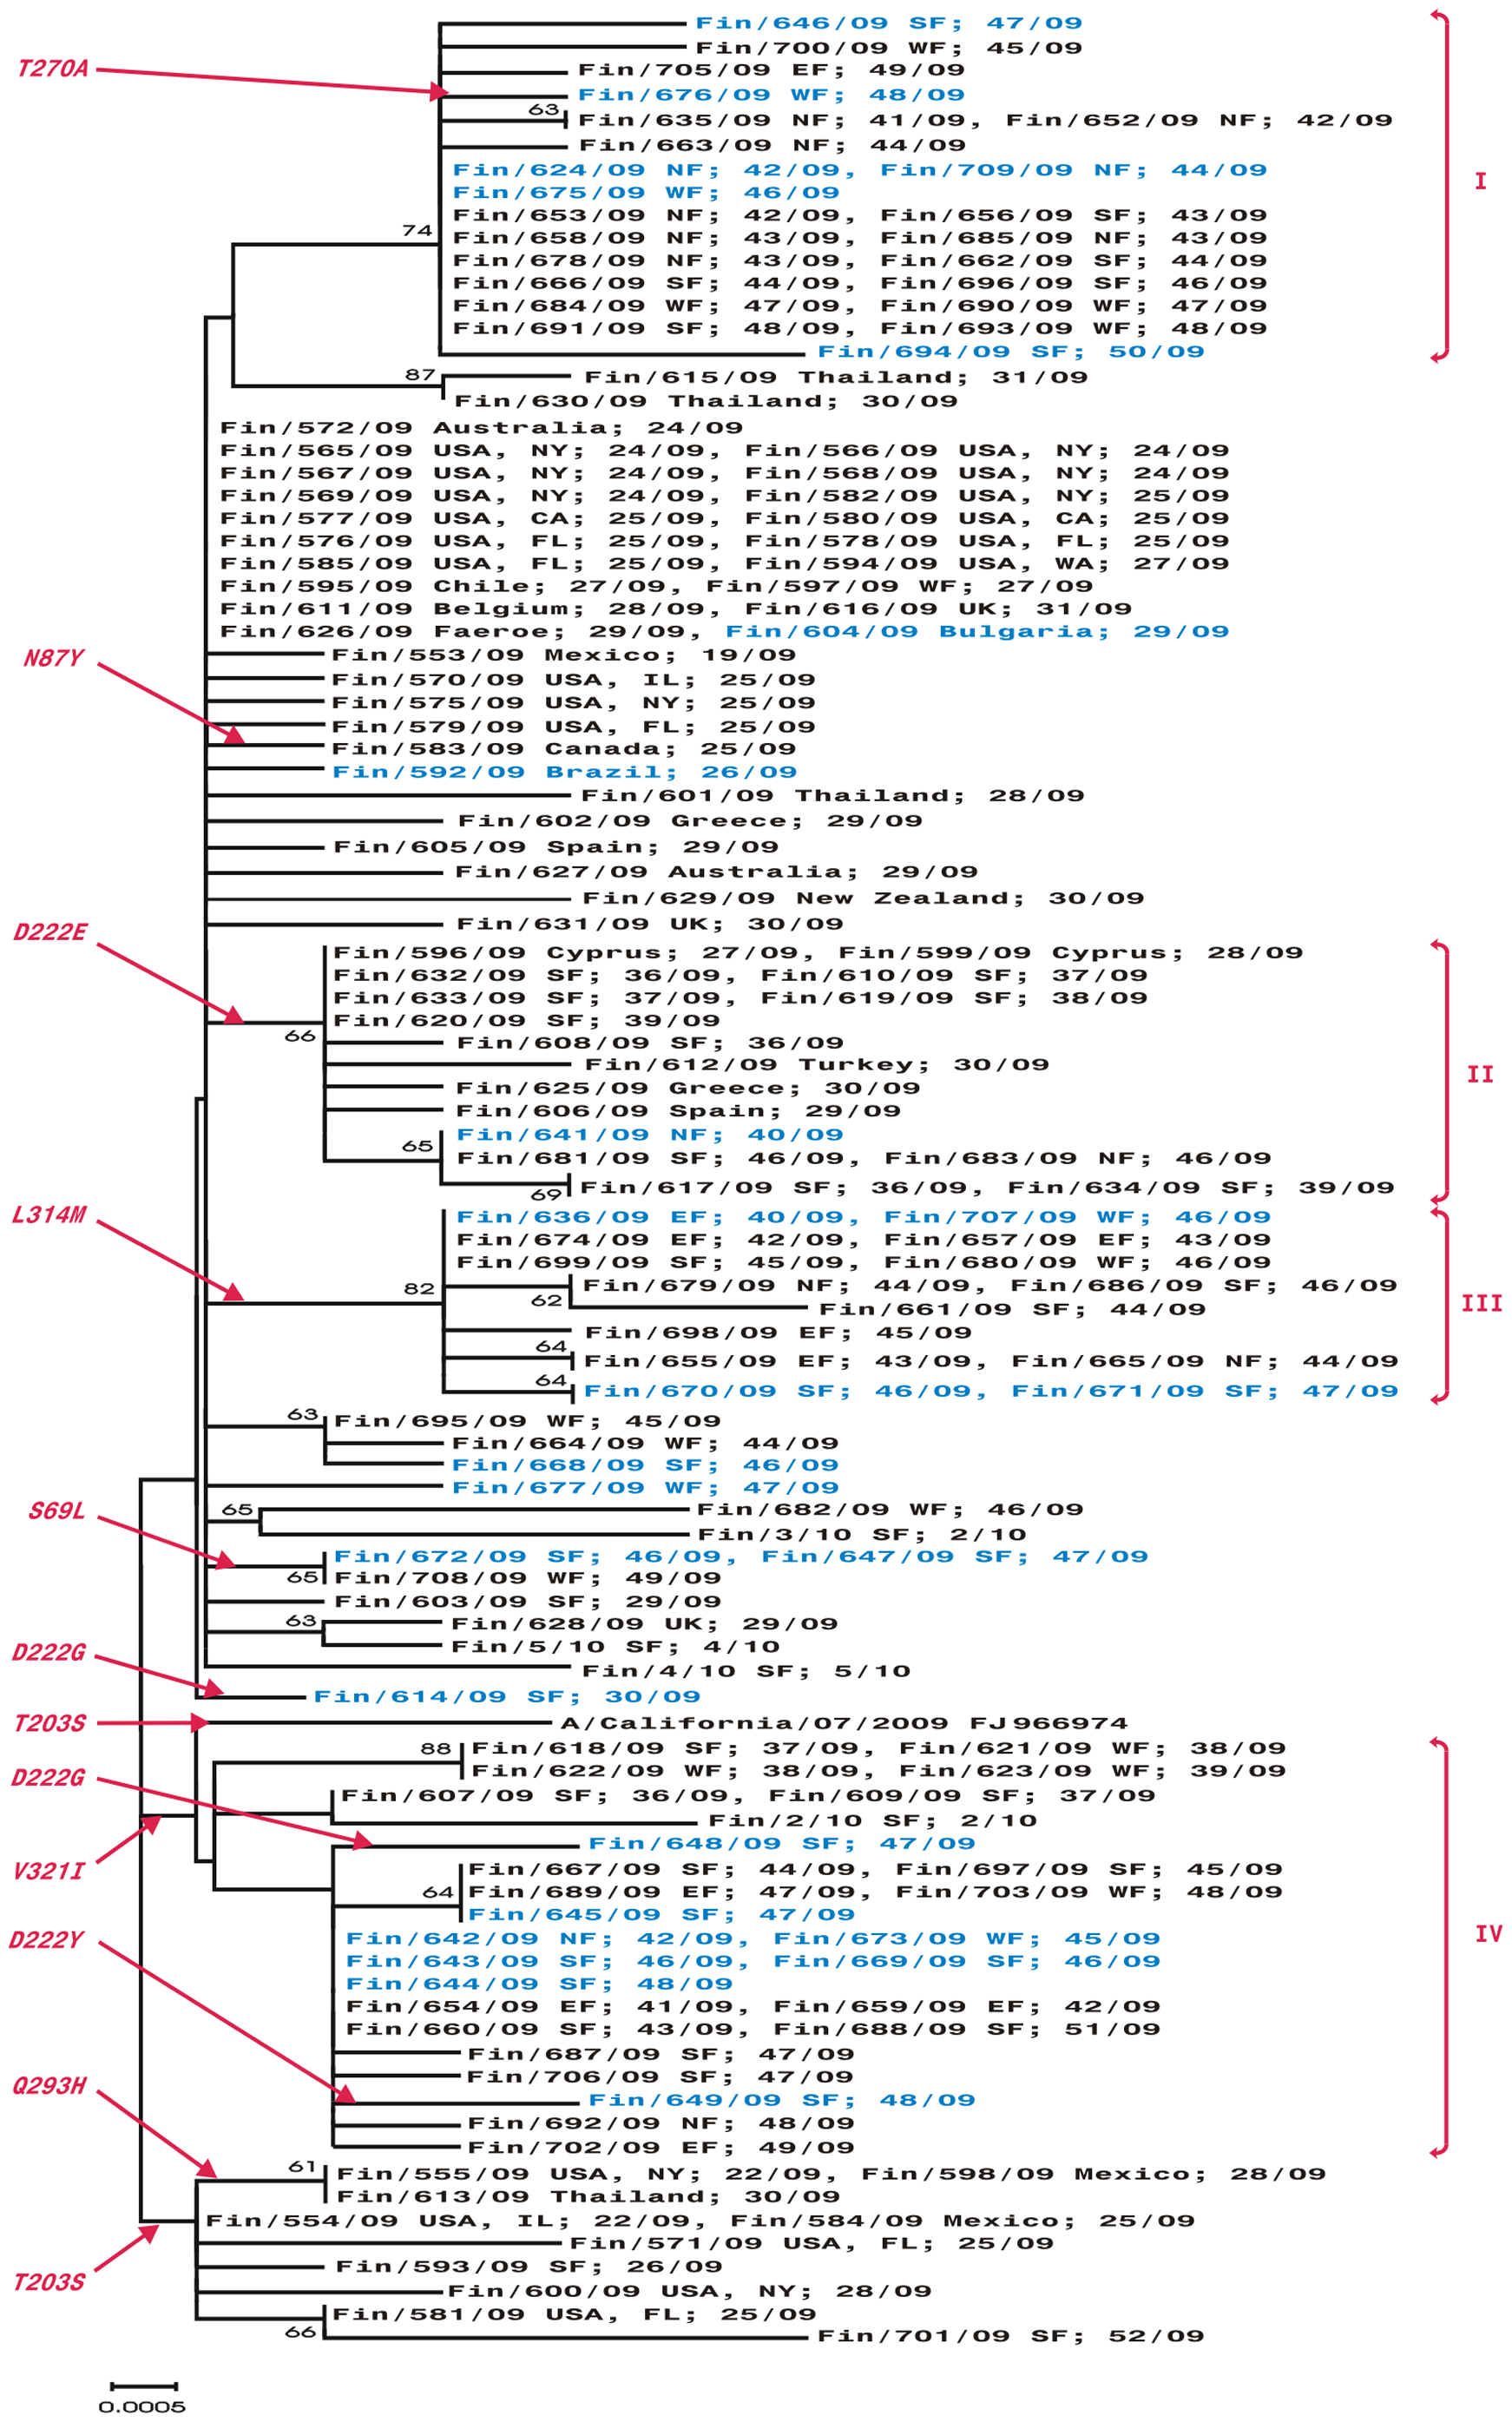 Fin/646/09 SF; 47/09
Fin/700/09 WF; 45/09
T270A
Fin/705/09 EF; 49/09
Fin/676/09 WF; 48/09
63
Fin/635/09 NF; 41/09, Fin/652/09 NF; 42/09
Fin/663/09 NF; 44/09
Fin/624/09 NF; 42/09, Fin/709/09 NF; 44/09
I
Fin/675/09 WF; 46/09
Fin/653/09 NF; 42/09, Fin/656/09 SF; 43/09
74
Fin/658/09 NF; 43/09, Fin/685/09 NF; 43/09
Fin/678/09 NF; 43/09, Fin/662/09 SF; 44/09
Fin/666/09 SF; 44/09, Fin/696/09 SF; 46/09
Fin/684/09 WF; 47/09, Fin/690/09 WF; 47/09
Fin/691/09 SF; 48/09, Fin/693/09 WF; 48/09
Fin/694/09 SF; 50/09
87
Fin/615/09 Thailand; 31/09
Fin/630/09 Thailand; 30/09
Fin/572/09 Australia; 24/09
Fin/565/09 USA, NY; 24/09, Fin/566/09 USA, NY; 24/09
Fin/567/09 USA, NY; 24/09, Fin/568/09 USA, NY; 24/09
Fin/569/09 USA, NY; 24/09, Fin/582/09 USA, NY; 25/09
Fin/577/09 USA, CA; 25/09, Fin/580/09 USA, CA; 25/09
Fin/576/09 USA, FL; 25/09, Fin/578/09 USA, FL; 25/09
Fin/585/09 USA, FL; 25/09, Fin/594/09 USA, WA; 27/09
Fin/595/09 Chile; 27/09, Fin/597/09 WF; 27/09
Fin/611/09 Belgium; 28/09, Fin/616/09 UK; 31/09
Fin/626/09 Faeroe; 29/09, Fin/604/09 Bulgaria; 29/09
N87Y
Fin/553/09 Mexico; 19/09
Fin/570/09 USA, IL; 25/09
Fin/575/09 USA, NY; 25/09
Fin/579/09 USA, FL; 25/09
Fin/583/09 Canada; 25/09
Fin/592/09 Brazil; 26/09
Fin/601/09 Thailand; 28/09
Fin/602/09 Greece; 29/09
Fin/605/09 Spain; 29/09
Fin/627/09 Australia; 29/09
Fin/629/09 New Zealand; 30/09
Fin/631/09 UK; 30/09
D222E
Fin/596/09 Cyprus; 27/09, Fin/599/09 Cyprus; 28/09
Fin/632/09 SF; 36/09, Fin/610/09 SF; 37/09
Fin/633/09 SF; 37/09, Fin/619/09 SF; 38/09
Fin/620/09 SF; 39/09
66
Fin/608/09 SF; 36/09
Fin/612/09 Turkey; 30/09
II
Fin/625/09 Greece; 30/09
Fin/606/09 Spain; 29/09
Fin/641/09 NF; 40/09
65
Fin/681/09 SF; 46/09, Fin/683/09 NF; 46/09
69
Fin/617/09 SF; 36/09, Fin/634/09 SF; 39/09
L314M
Fin/636/09 EF; 40/09, Fin/707/09 WF; 46/09
Fin/674/09 EF; 42/09, Fin/657/09 EF; 43/09
Fin/699/09 SF; 45/09, Fin/680/09 WF; 46/09
82
Fin/679/09 NF; 44/09, Fin/686/09 SF; 46/09
62
Fin/661/09 SF; 44/09
III
Fin/698/09 EF; 45/09
64
Fin/655/09 EF; 43/09, Fin/665/09 NF; 44/09
64
Fin/670/09 SF; 46/09, Fin/671/09 SF; 47/09
63
Fin/695/09 WF; 45/09
Fin/664/09 WF; 44/09
Fin/668/09 SF; 46/09
Fin/677/09 WF; 47/09
S69L
65
Fin/682/09 WF; 46/09
Fin/3/10 SF; 2/10
Fin/672/09 SF; 46/09, Fin/647/09 SF; 47/09
65
Fin/708/09 WF; 49/09
Fin/603/09 SF; 29/09
63
Fin/628/09 UK; 29/09
Fin/5/10 SF; 4/10
D222G
Fin/4/10 SF; 5/10
Fin/614/09 SF; 30/09
T203S
A/California/07/2009 FJ966974
88
Fin/618/09 SF; 37/09, Fin/621/09 WF; 38/09
Fin/622/09 WF; 38/09, Fin/623/09 WF; 39/09
D222G
Fin/607/09 SF; 36/09, Fin/609/09 SF; 37/09
Fin/2/10 SF; 2/10
Fin/648/09 SF; 47/09
V321I
Fin/667/09 SF; 44/09, Fin/697/09 SF; 45/09
64
Fin/689/09 EF; 47/09, Fin/703/09 WF; 48/09
Fin/645/09 SF; 47/09
IV
D222Y
Fin/642/09 NF; 42/09, Fin/673/09 WF; 45/09
Fin/643/09 SF; 46/09, Fin/669/09 SF; 46/09
Fin/644/09 SF; 48/09
Fin/654/09 EF; 41/09, Fin/659/09 EF; 42/09
Fin/660/09 SF; 43/09, Fin/688/09 SF; 51/09
Fin/687/09 SF; 47/09
Fin/706/09 SF; 47/09
Q293H
Fin/649/09 SF; 48/09
Fin/692/09 NF; 48/09
Fin/702/09 EF; 49/09
61
Fin/555/09 USA, NY; 22/09, Fin/598/09 Mexico; 28/09
Fin/613/09 Thailand; 30/09
Fin/554/09 USA, IL; 22/09, Fin/584/09 Mexico; 25/09
Fin/571/09 USA, FL; 25/09
Fin/593/09 SF; 26/09
T203S
Fin/600/09 USA, NY; 28/09
Fin/581/09 USA, FL; 25/09
66
Fin/701/09 SF; 52/09
0.0005